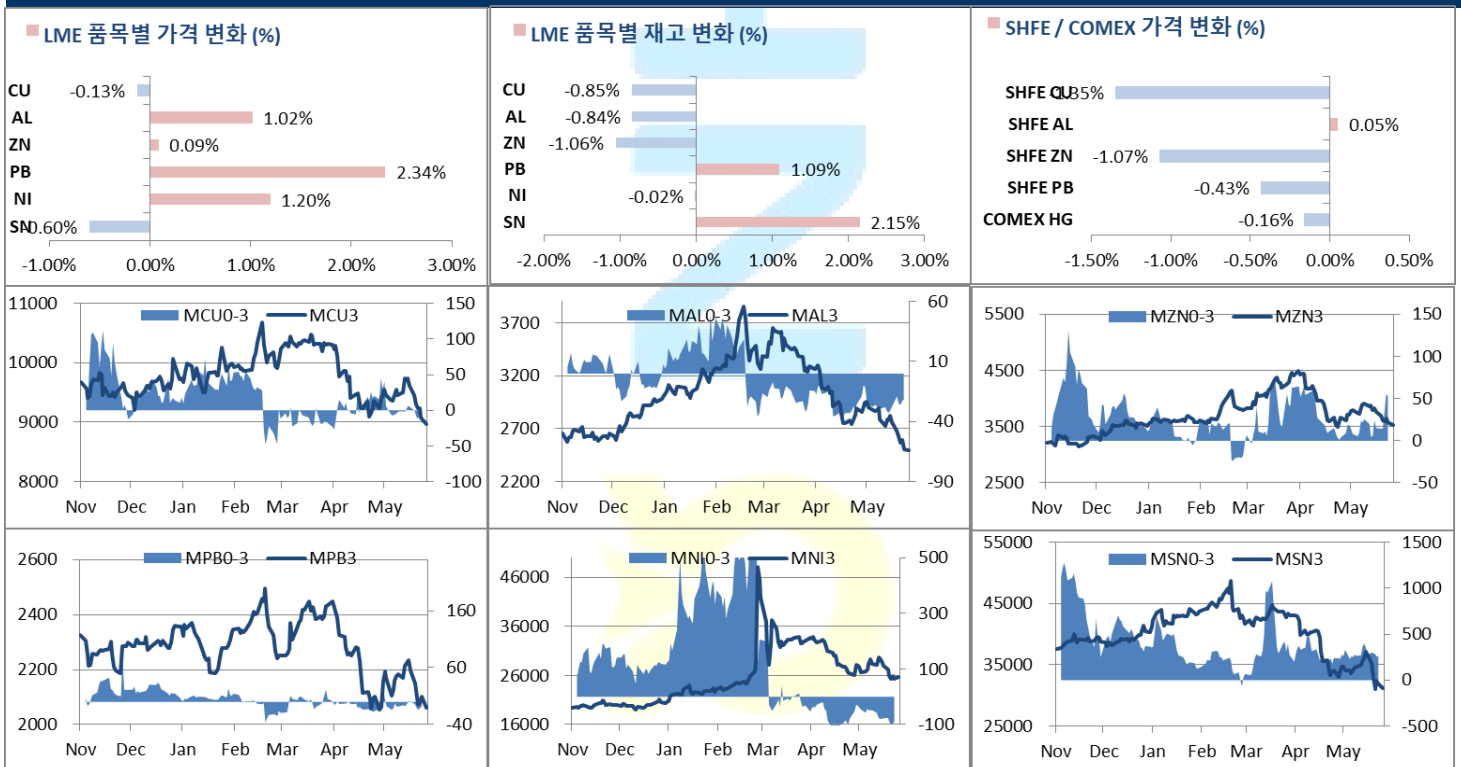 LME 품목별 가격 변화 (%)
CU
-0.13%
AL
1.02%
ZN
0.09%
PB
2.34%
NI
1.20%
SN
-0.60%
-1.00% 0.00% 1.00% 2.00% 3.00%
LME 품목별 재고 변화 (%)
CU
-0.85%
AL
-0.84%
ZN
-1.06%
PB
1.09%
NI
-0.02%
SN
2.15%
-2.00% -1.00% 0.00% 1.00% 2.00% 3.00%
SHFE / COMEX 가격 변화 (%)
SHFE CU
-1.35%
SHFE AL
0.05%
SHFE ZN
-1.07%
SHFE PB
-0.43%
COMEX HG
-0.16%
-1.50% -1.00% -0.50% 0.00% 0.50%
MCU0-3 MCU3
11000
10000
9000
8000
150
100
50
0
-50
-100
Nov Dec Jan Feb Mar Apr May
MAL0-3 MAL3
3700
3200
2700
2200
60
10
-40
-90
Nov Dec Jan Feb Mar Apr May
MZN0-3 MZN3
5500
4500
3500
2500
150
100
50
0
-50
Nov Dec Jan Feb Mar Apr May
MPB0-3 MPB3
2600
2400
2200
2000
160
60
-40
Nov Dec Jan Feb Mar Apr May
MNI0-3 MNI3
46000
36000
26000
16000
500
300
100
-100
Nov Dec Jan Feb Mar Apr May
MSN0-3 MSN3
55000
45000
35000
25000
1500
1000
500
0
-500
Nov Dec Jan Feb Mar Apr May